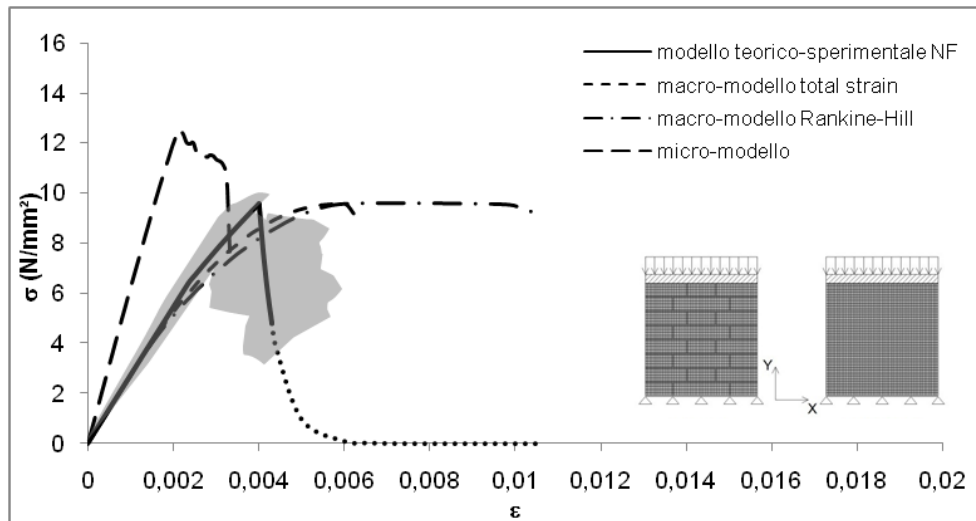 16
14
12
10
8
6
4
2
0
σ (N/mm²)
modello teorico-sperimentale NF
macro-modello total strain
macro-modello Rankine-Hill
micro-modello
Y
X
0 0,002 0,004 0,006 0,008 0,01 0,012 0,014 0,016 0,018 0,02
ε